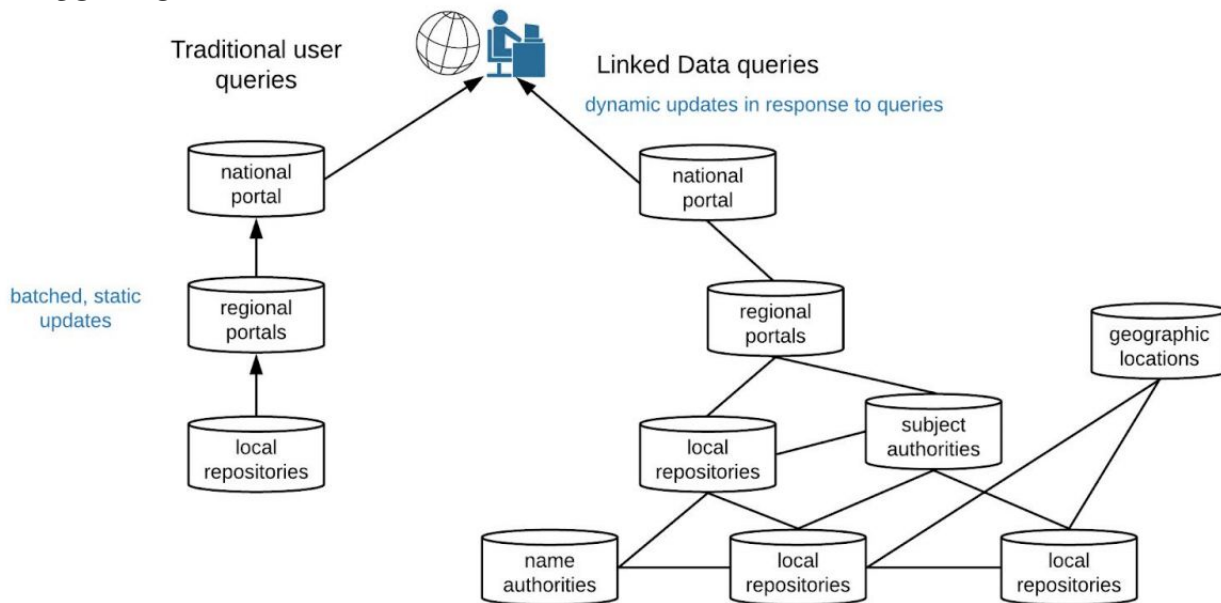 Traditional user
queries
Linked Data queries
dynamic updates in response to queries
national
portal
national
portal
batched, static
updates
regional
portals
regional
portals
geographic
locations
local
repositories
local
repositories
subject
authorities
name
authorities
local
repositories
local
repositories